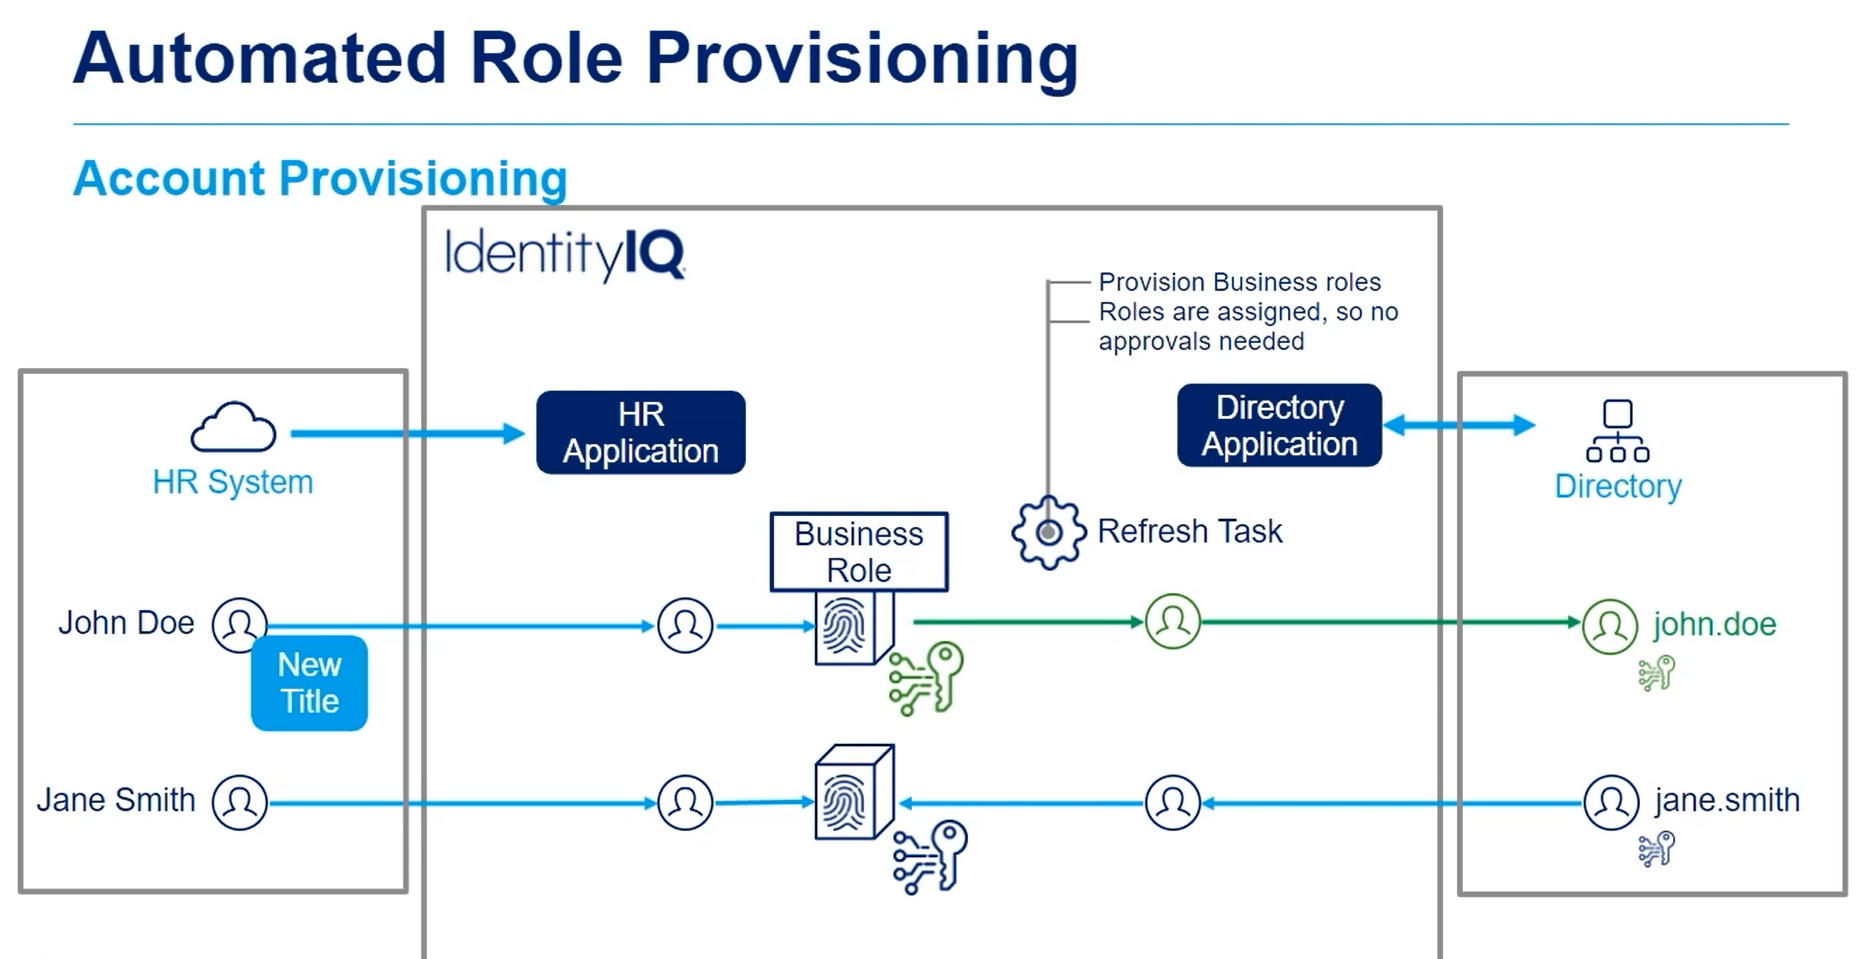 Automated Role Provisioning
Account Provisioning
IdentityIQ
Provision Business roles
Roles are assigned, so no
approvals needed
HR
Application
Directory
Application
HR System
Directory
Business
Role
Refresh Task
John Doe
john.doe
New
Title
Jane Smith
jane.smith